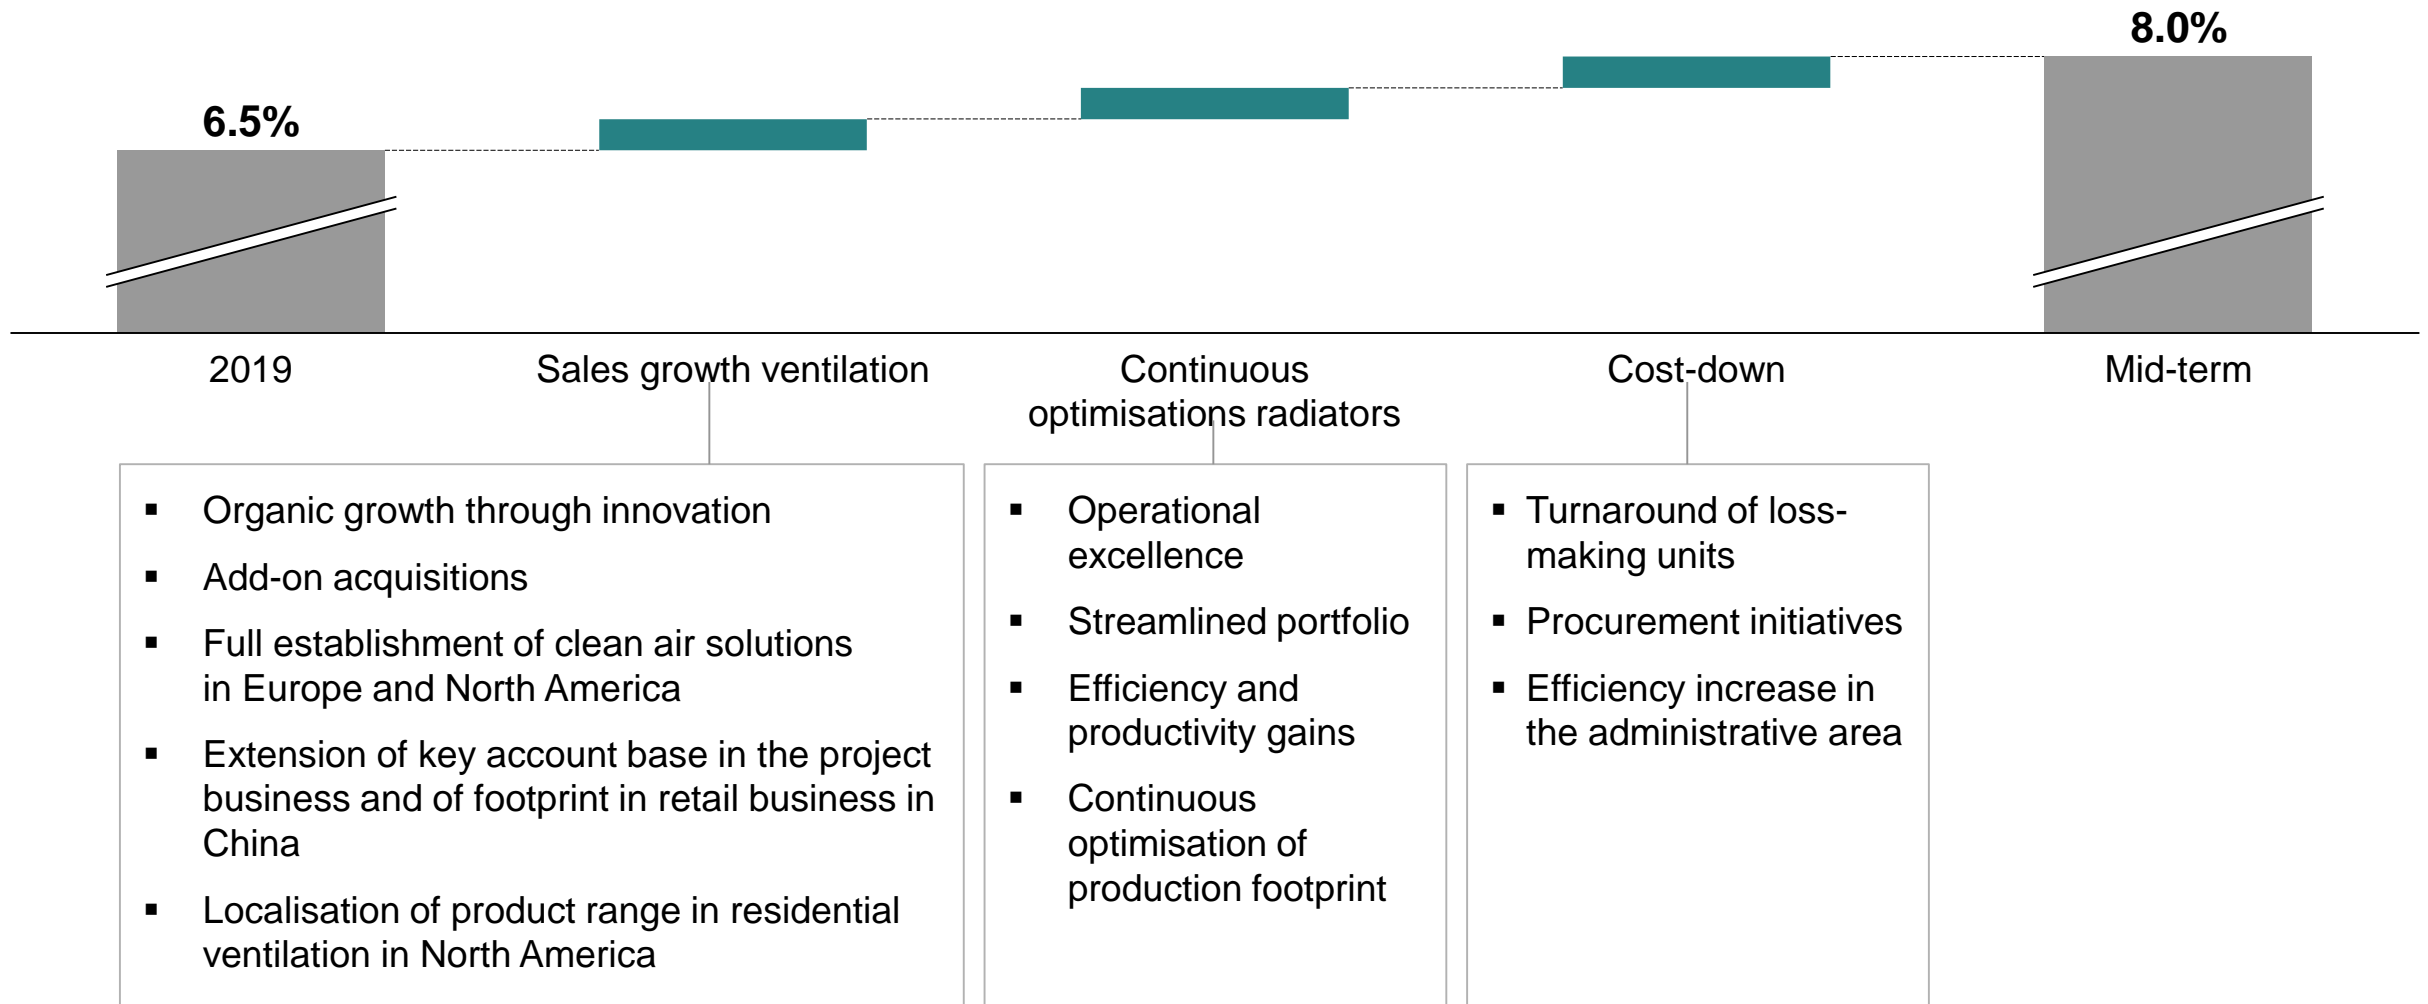 8.0%
6.5%
2019
Sales growth ventilation
Continuous
optimisations radiators
Cost-down
Mid-term
▪ Organic growth through innovation
▪ Add-on acquisitions
▪ Full establishment of clean air solutions
in Europe and North America
▪ Extension of key account base in the project
business and of footprint in retail business in
China
▪ Localisation of product range in residential
ventilation in North America
▪ Operational
excellence
▪ Streamlined portfolio
▪ Efficiency and
productivity gains
▪ Continuous
optimisation of
production footprint
▪ Turnaround of loss-
making units
▪ Procurement initiatives
▪ Efficiency increase in
the administrative area